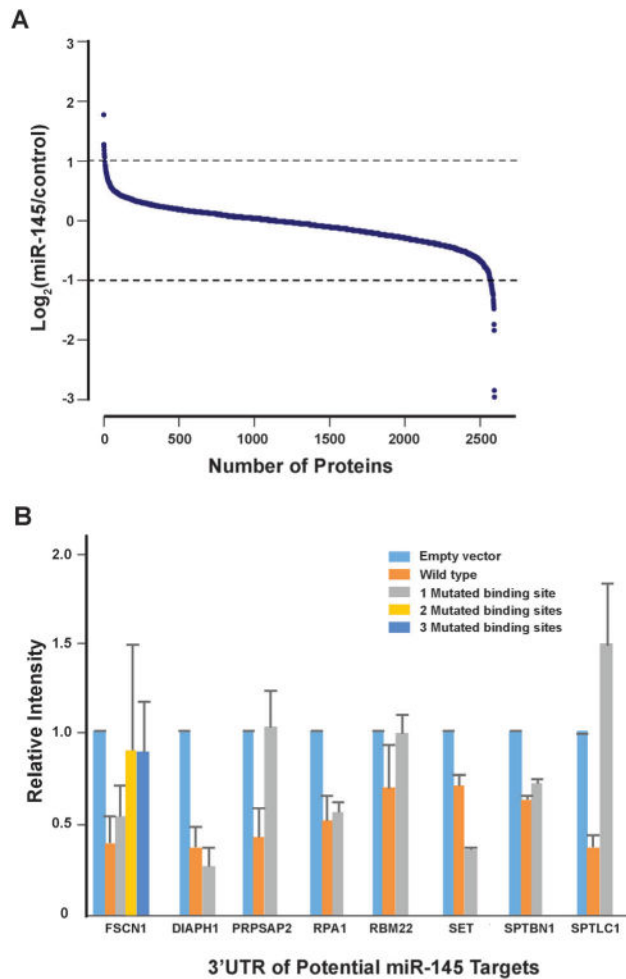 A
3
2
1
0
-1
-2
-3
Log2(miR-145/control)
0 500 1000 1500 2000 2500
Number of Proteins
B
2.0
1.5
1.0
0.5
0
Relative Intensity
Empty vector
Wild type
1 Mutated binding site
2 Mutated binding sites
3 Mutated binding sites
FSCN1 DIAPH1 PRPSAP2 RPA1 RBM22 SET SPTBN1 SPTLC1
3'UTR of Potential miR-145 Targets